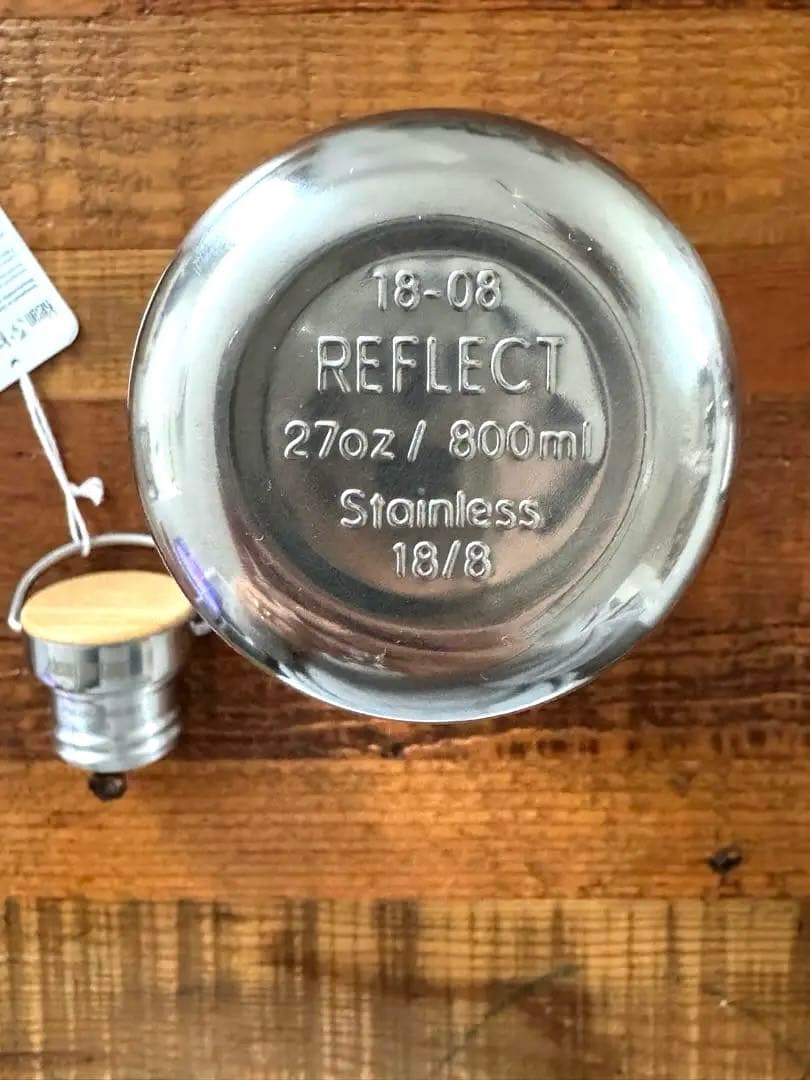 18-08
REFLECT
27oz / 800ml
Stainless
18/8